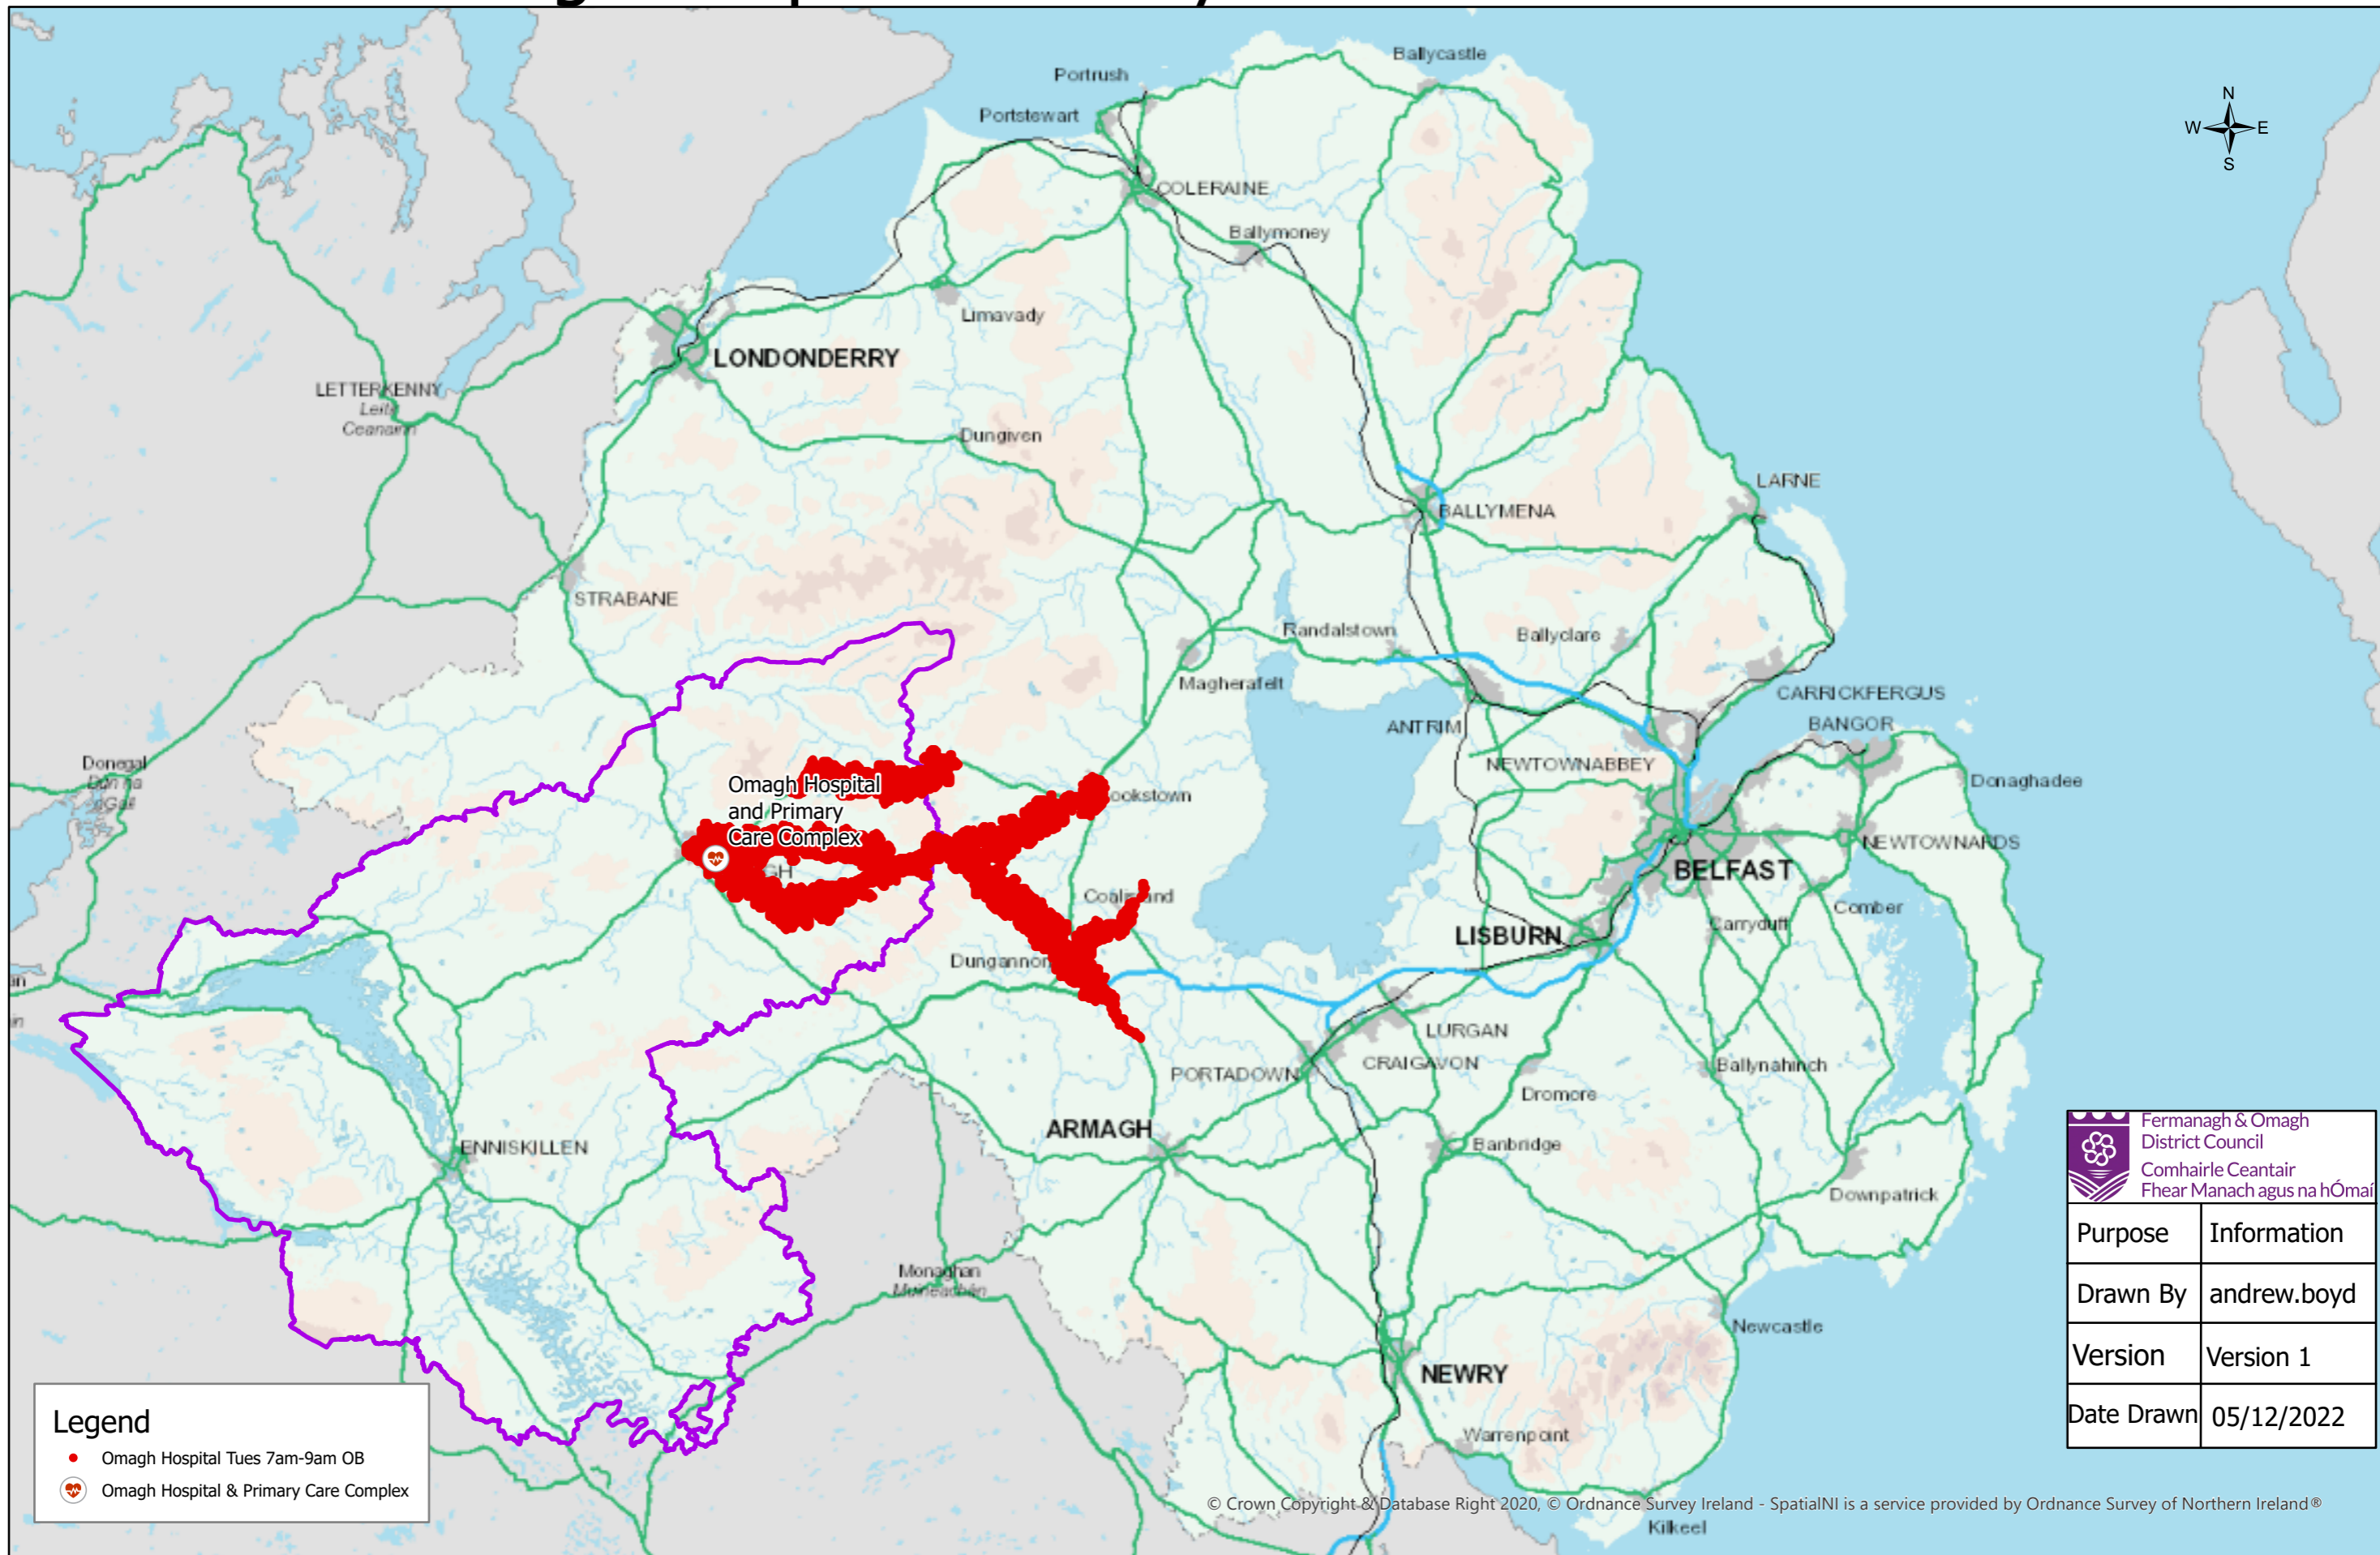 Ballycastle
Portrush
Portstewart
N
W E
S
COLERAINE
Ballymoney
Limavady
LONDONDERRY
LETTERKENNY
Ceanainn
Dungiven
LARNE
BALLYMENA
STRABANE
Randalstown
Ballyclare
Magherafelt
CARRICKFERGUS
ANTRIM
BANGOR
NEWTOWNABBEY
Donegal
Donaghadee
Omagh Hospital
and Primary
Care Complex
ookstown
NEWTOWNARDS
BELFAST
GH
Comber
Carryduff
LISBURN
Dungannon
LURGAN
CRAIGAVON
PORTADOWN
Ballynahinch
Dromore
ARMAGH
Banbridge
ENNISKILLEN
Downpatrick
Monaghan
Muineachán
Newcastle
NEWRY
Warrenpoint
Kilkeel
Fermanagh & Omagh
District Council
Comhairle Ceantair
Fhear Manach agus na hÓmaí
Purpose Information
Drawn By andrew.boyd
Version Version 1
Date Drawn 05/12/2022
Legend
Omagh Hospital Tues 7am-9am OB
Omagh Hospital & Primary Care Complex
© Crown Copyright & Database Right 2020, © Ordnance Survey Ireland - SpatialNI is a service provided by Ordnance Survey of Northern Ireland®